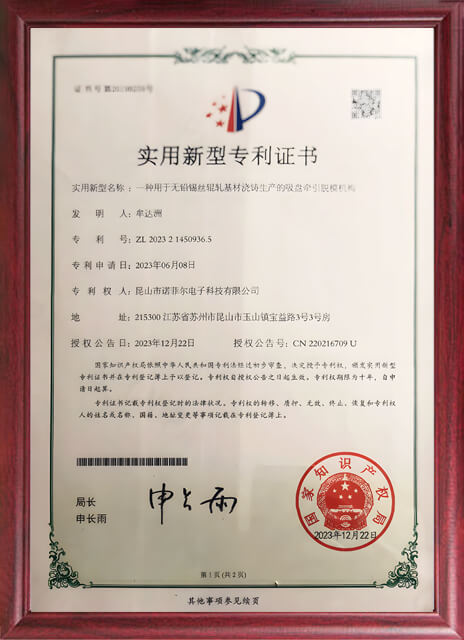 实用新型专利证书
实用新型名称：一种用于无铅锡丝辊轧基材浇铸生产的吸盘牵引脱模机构
发明人：牟达洲
专利号：ZL 2023 2 1450936.5
专利申请日：2023年06月08日
专利权人：昆山市诺菲尔电子科技有限公司
地址：215300 江苏省苏州市昆山市玉山镇宝益路3号3号房
授权公告日：2023年12月22日 授权公告号：CN 220216709 U
国家知识产权局依照中华人民共和国专利法经过初步审查，决定授予专利权，颁发实用新型
专利证书并在专利登记簿上予以登记。专利权自授权公告之日起生效。专利权期限为十年，自申
请日起算。
专利证书记载专利权登记时的法律状况。专利权的转移、质押、无效、终止、恢复和专利权
人的姓名或名称、国籍、地址变更等事项记载在专利登记簿上。
局长
申长雨
申长雨
国家知识产权局
2023年12月22日
第1页(共2页)
其他事项参见续页